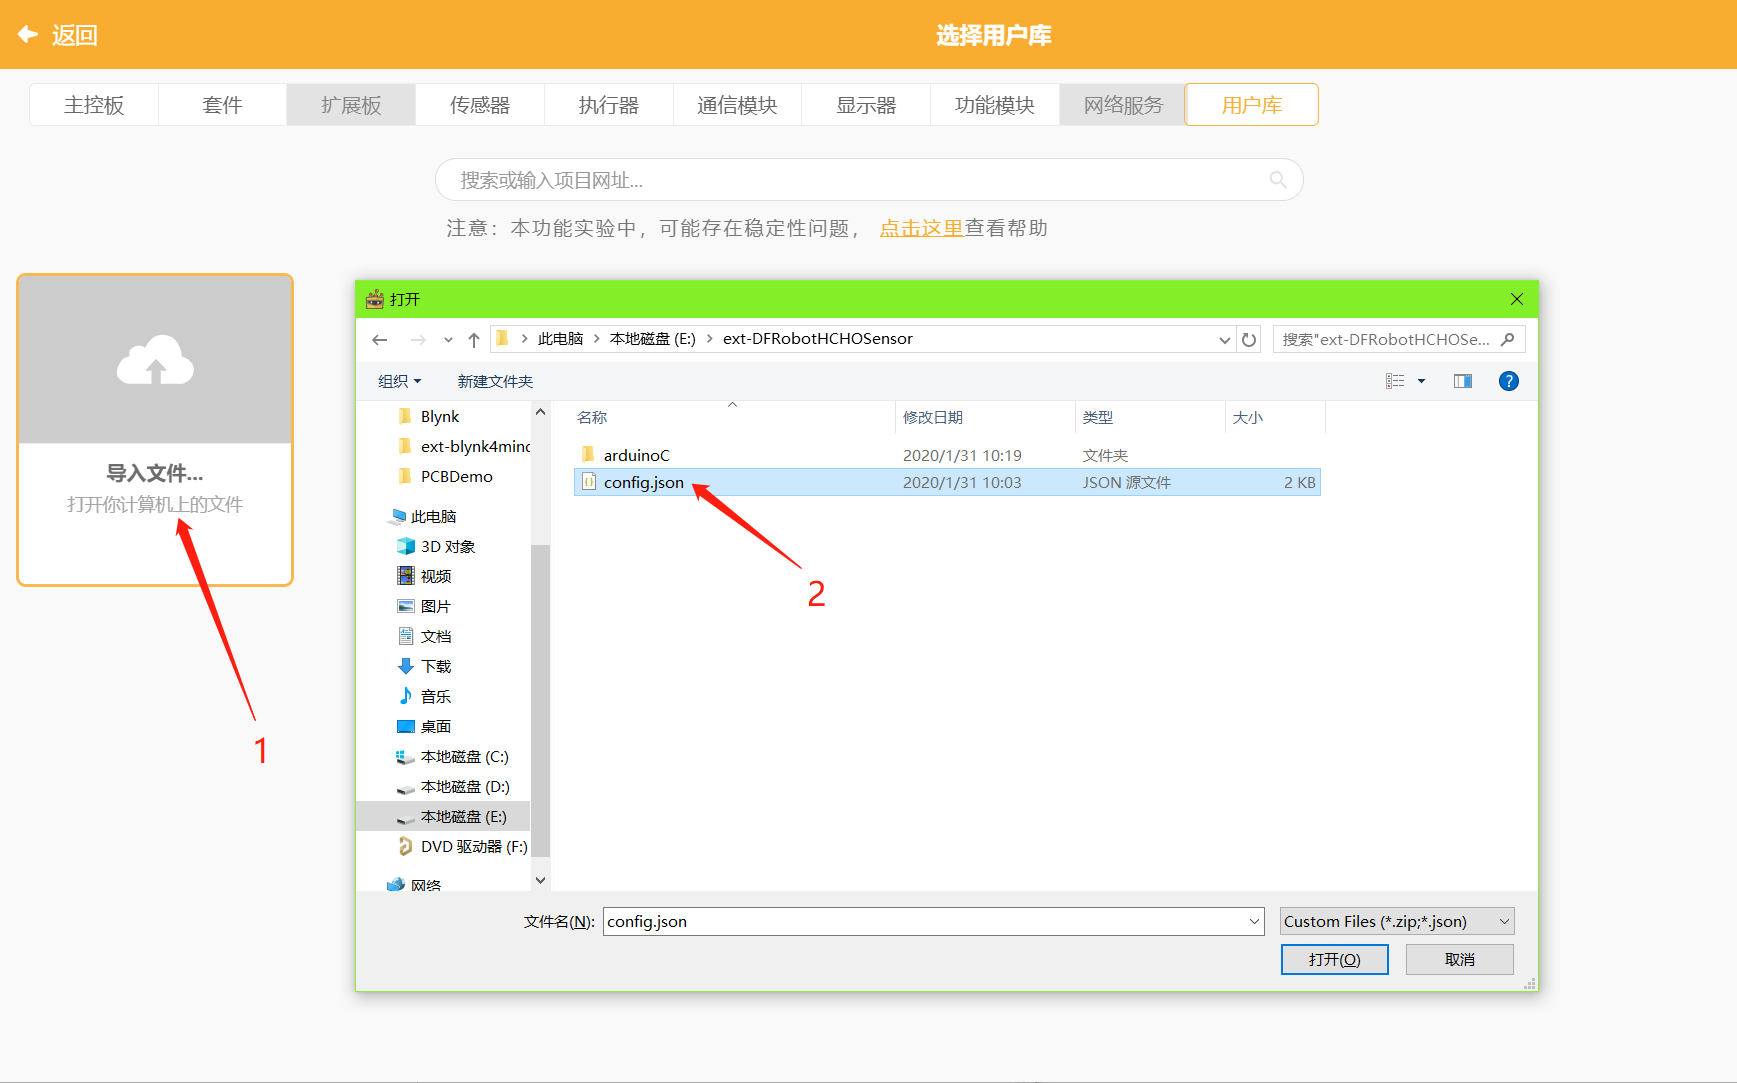 返回
选择用户库
主控板 套件 扩展板 传感器 执行器 通信模块 显示器 功能模块 网络服务 用户库
搜索或输入项目网址...
注意：本功能实验中，可能存在稳定性问题， 点击这里查看帮助
导入文件...
打开你计算机上的文件
1
打开
此电脑 本地磁盘 (E:) ext-DFRobotHCHOSensor
搜索"ext-DFRobotHCHOSe...
组织 新建文件夹
Blynk
ext-blynk4mind
PCBDemo
此电脑
3D 对象
视频
图片
文档
下载
音乐
桌面
本地磁盘 (C:)
本地磁盘 (D:)
本地磁盘 (E:)
DVD 驱动器 (F:)
网络
名称 修改日期 类型 大小
arduinoC 2020/1/31 10:19 文件夹
config.json 2020/1/31 10:03 JSON 源文件 2 KB
2
文件名(N): config.json Custom Files (*.zip;*.json)
打开(O) 取消